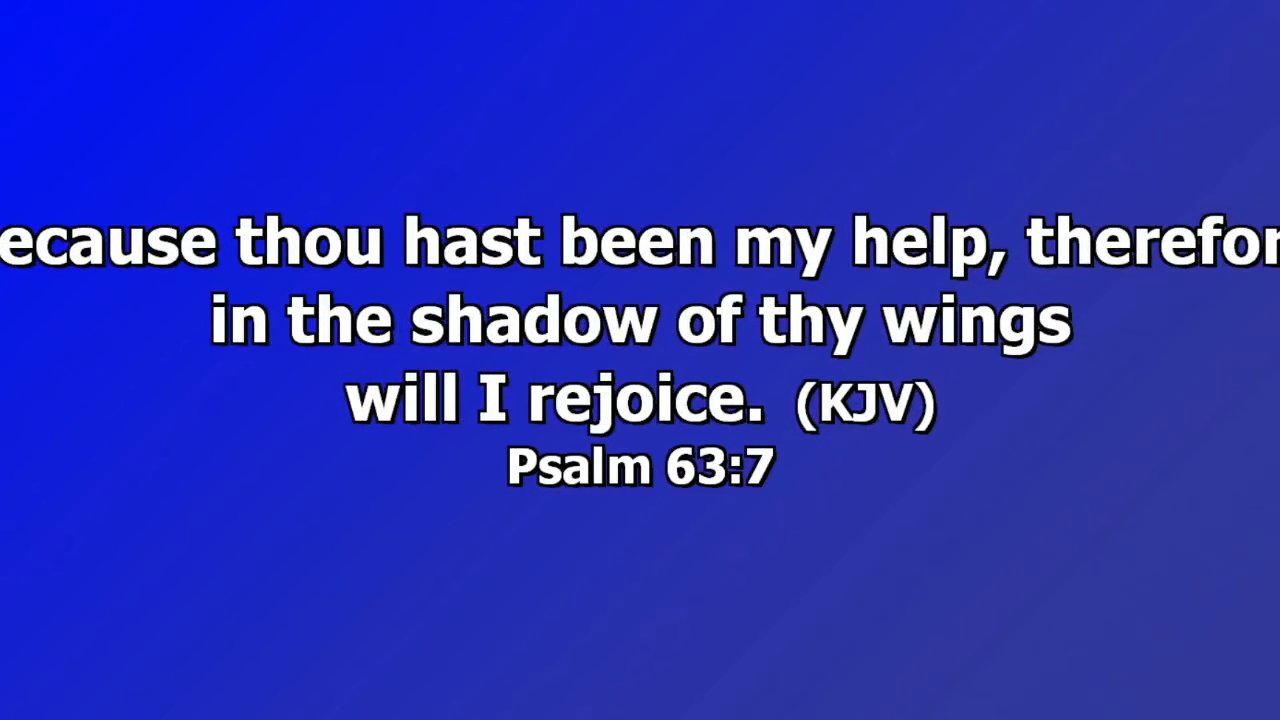 ecause thou hast been my help, therefor
in the shadow of thy wings
will I rejoice. (KJV)
Psalm 63:7